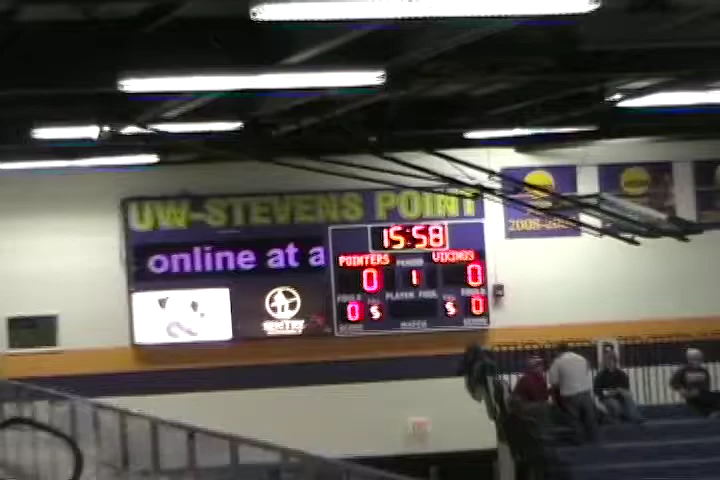 UW-STEVENS POINT
online at a
15:58
POINTERS PERIOD VIKINGS
0 1 0
FOULS PLAYER FOUL FOULS
0 5 5 0
SCORE MATCH SCORE